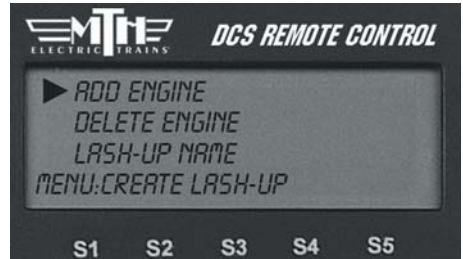 MTH
ELECTRIC TRAINS
DCS REMOTE CONTROL
ADD ENGINE
DELETE ENGINE
LASH-UP NAME
MENU:CREATE LASH-UP
S1 S2 S3 S4 S5